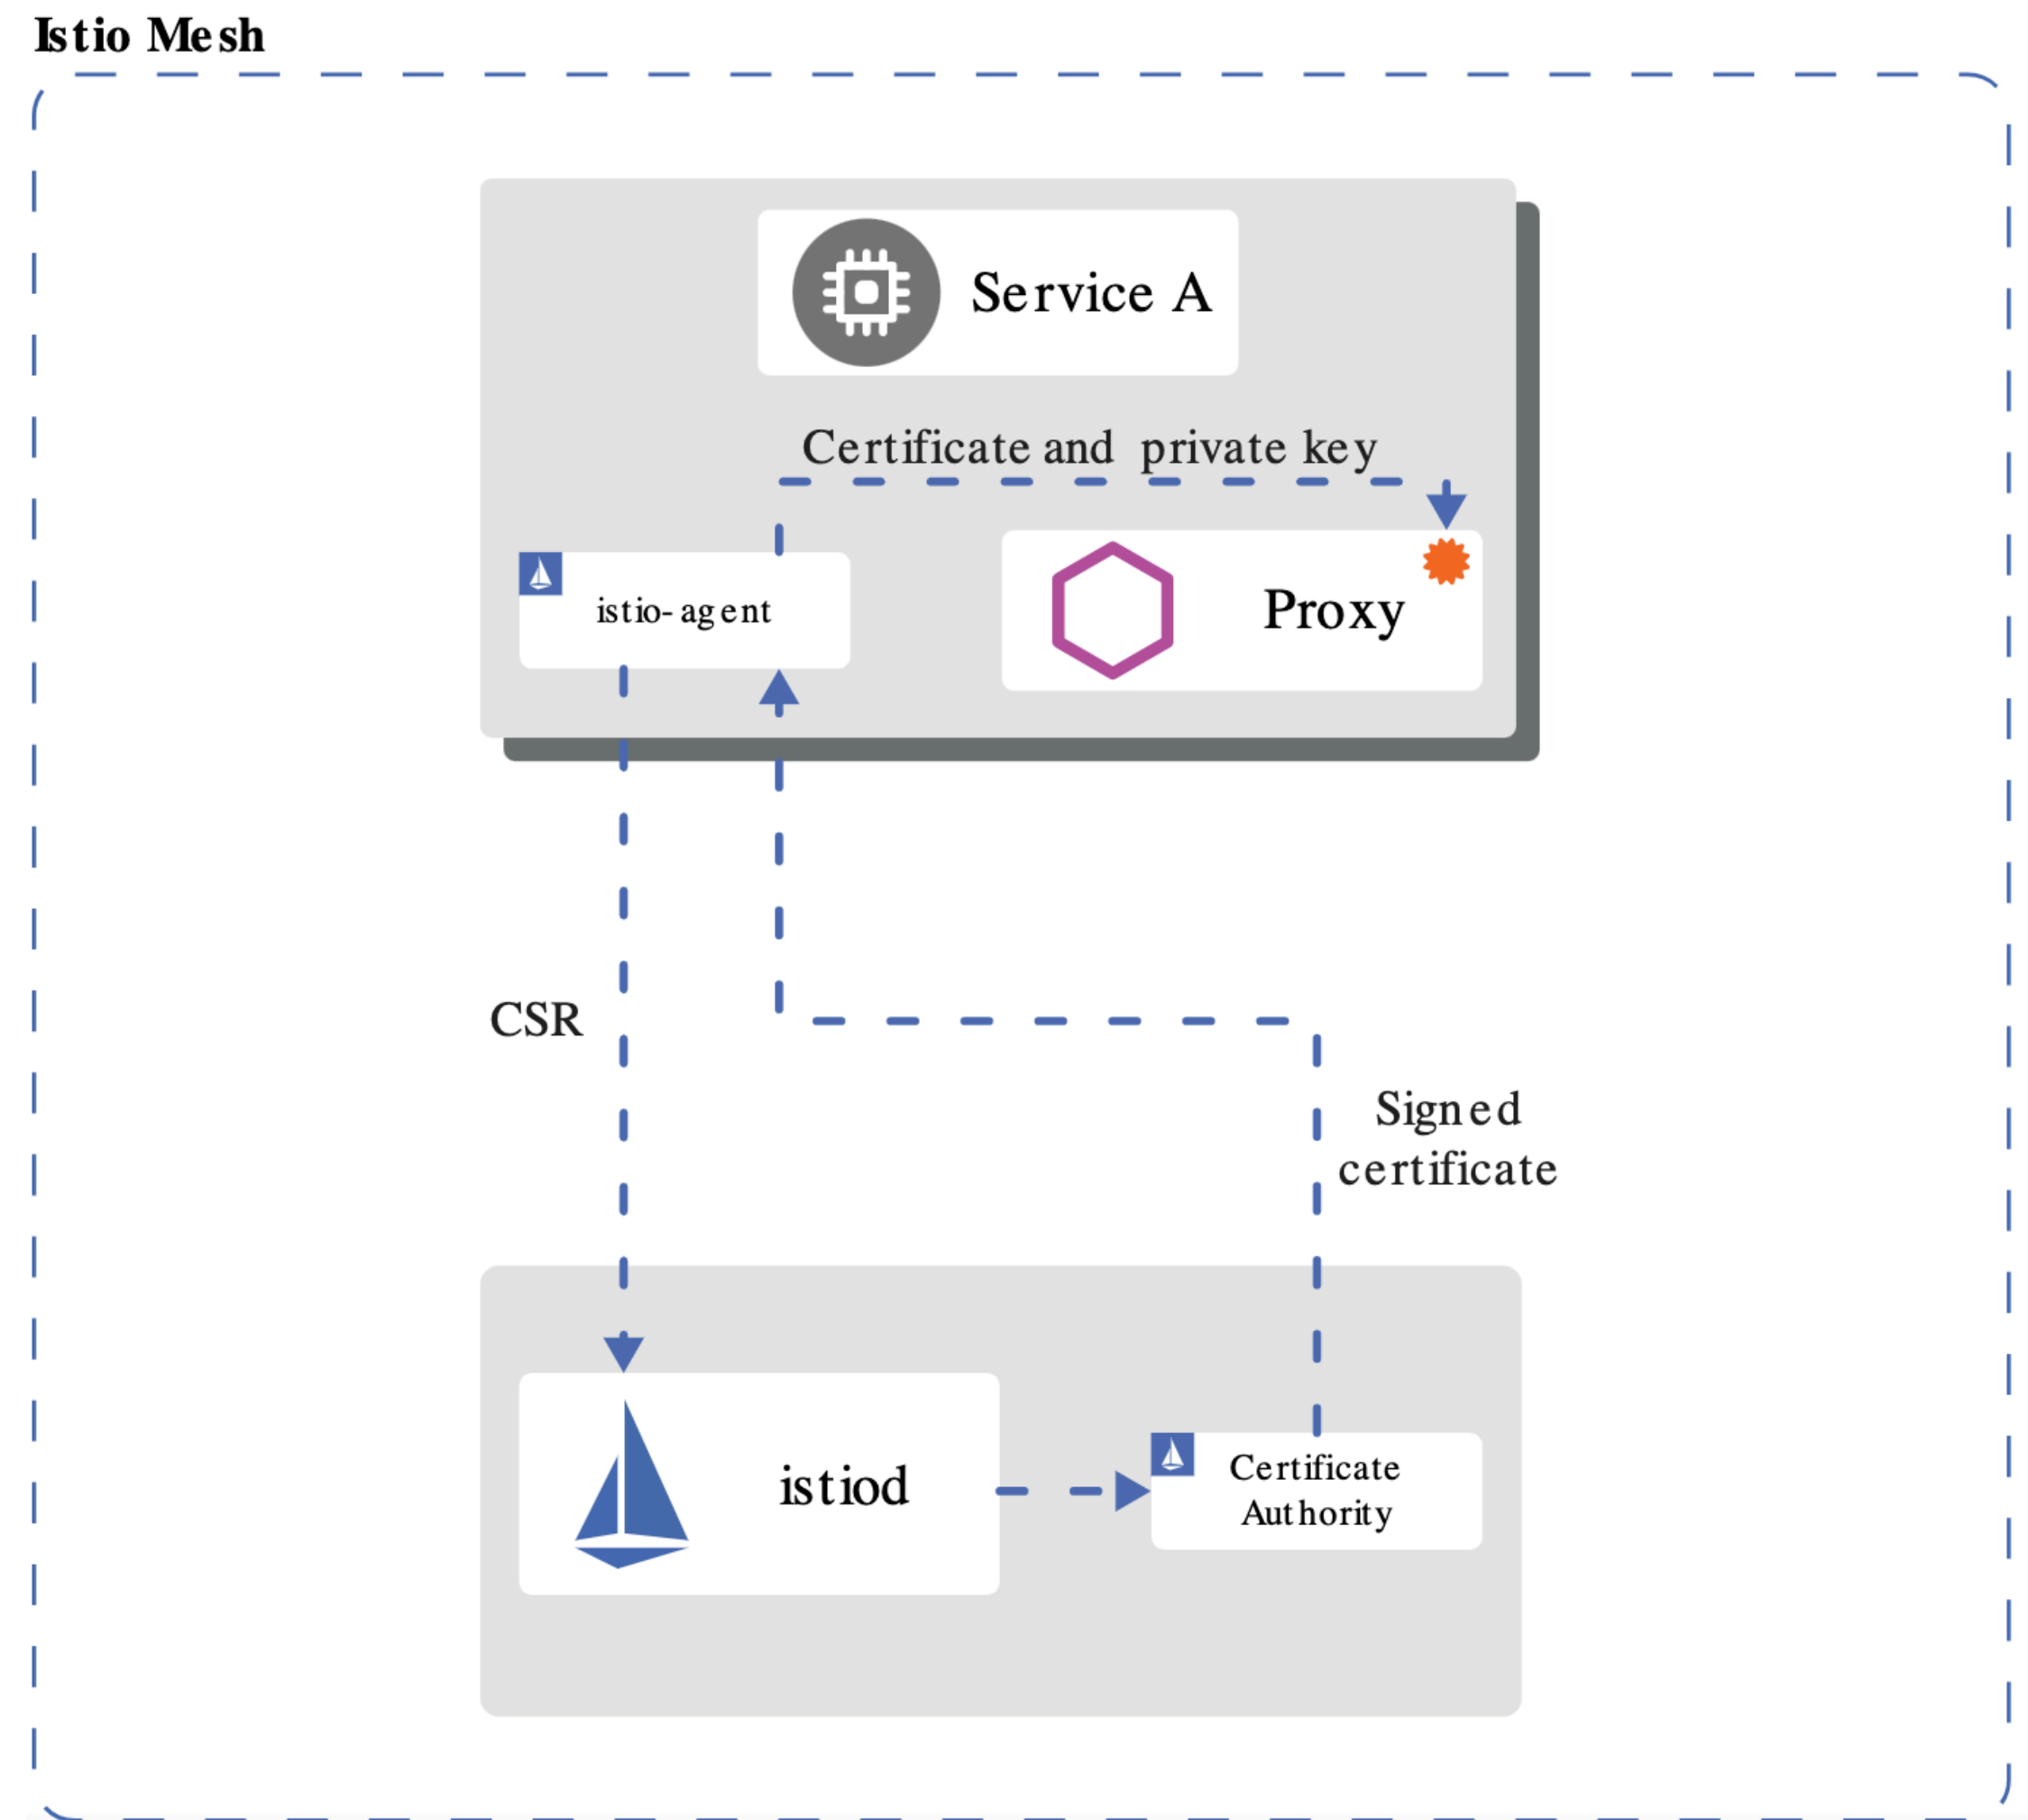 Istio Mesh
Service A
Certificate and private key
istio-agent
Proxy
CSR
Signed
certificate
istiod
Certificate
Authority